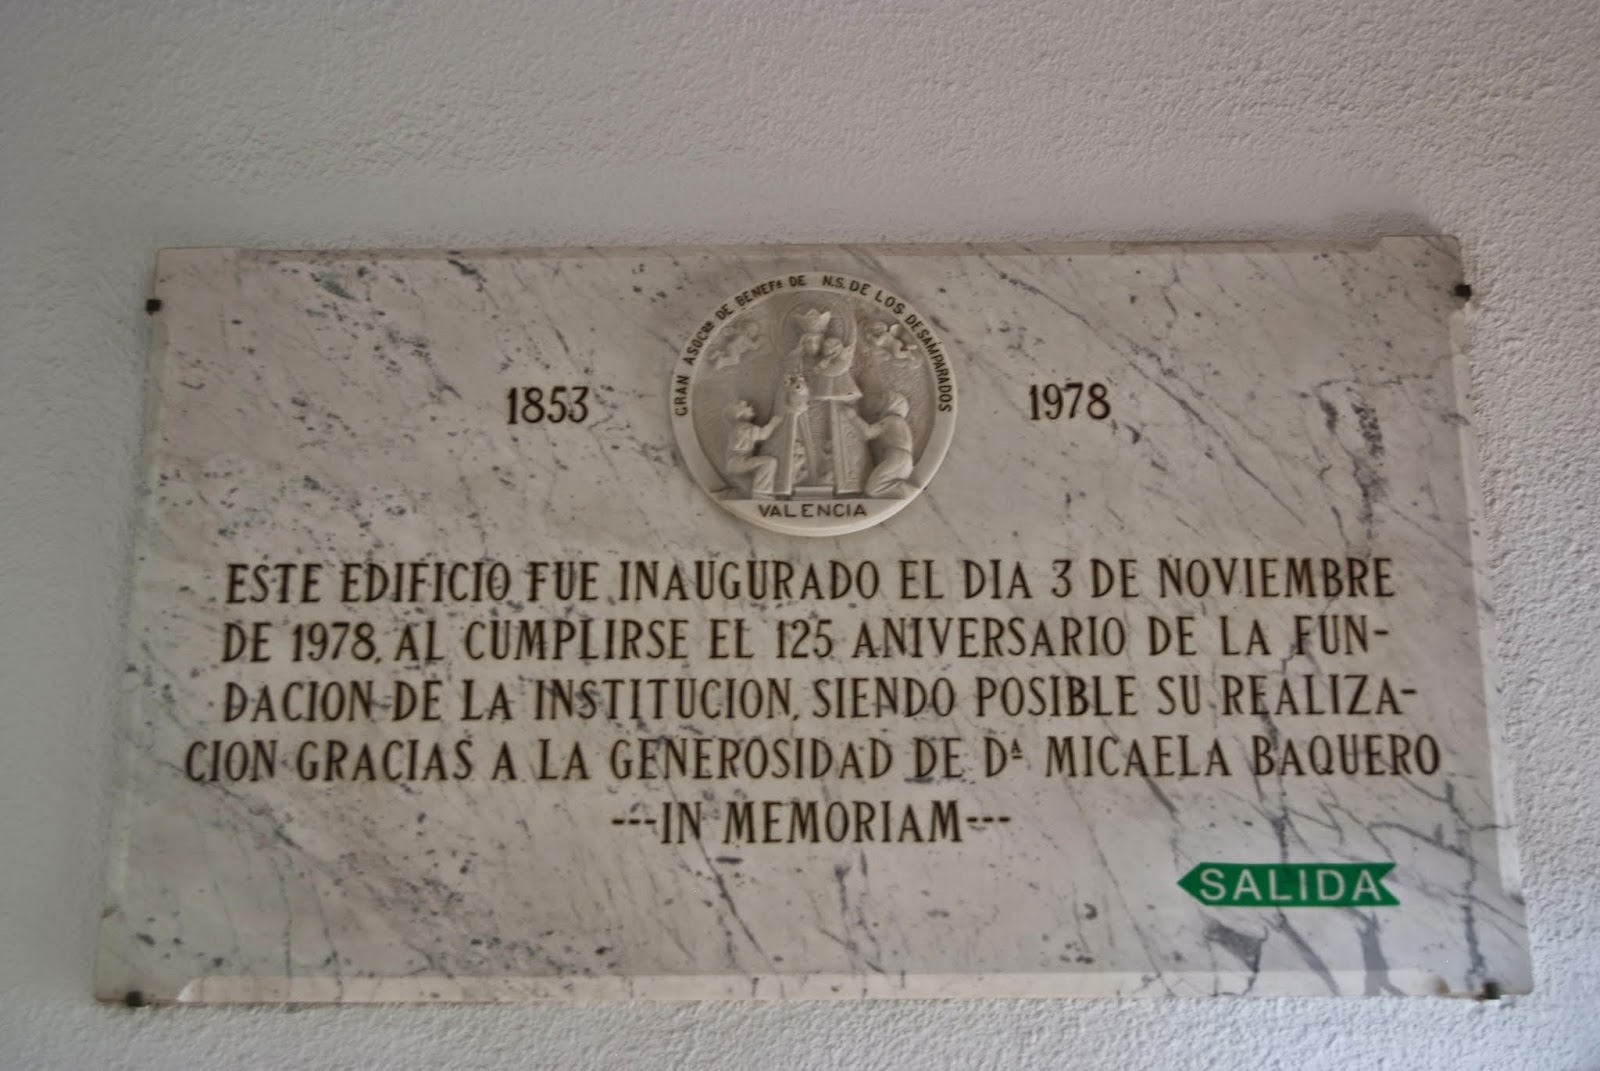 GRAN ASOCⁿ DE BENEFª DE N.S. DE LOS DESAMPARADOS
1853
1978
VALENCIA
ESTE EDIFICIO FUE INAUGURADO EL DIA 3 DE NOVIEMBRE
DE 1978, AL CUMPLIRSE EL 125 ANIVERSARIO DE LA FUN-
DACION DE LA INSTITUCION, SIENDO POSIBLE SU REALIZA-
CION GRACIAS A LA GENEROSIDAD DE Dª MICAELA BAQUERO
---IN MEMORIAM---
SALIDA